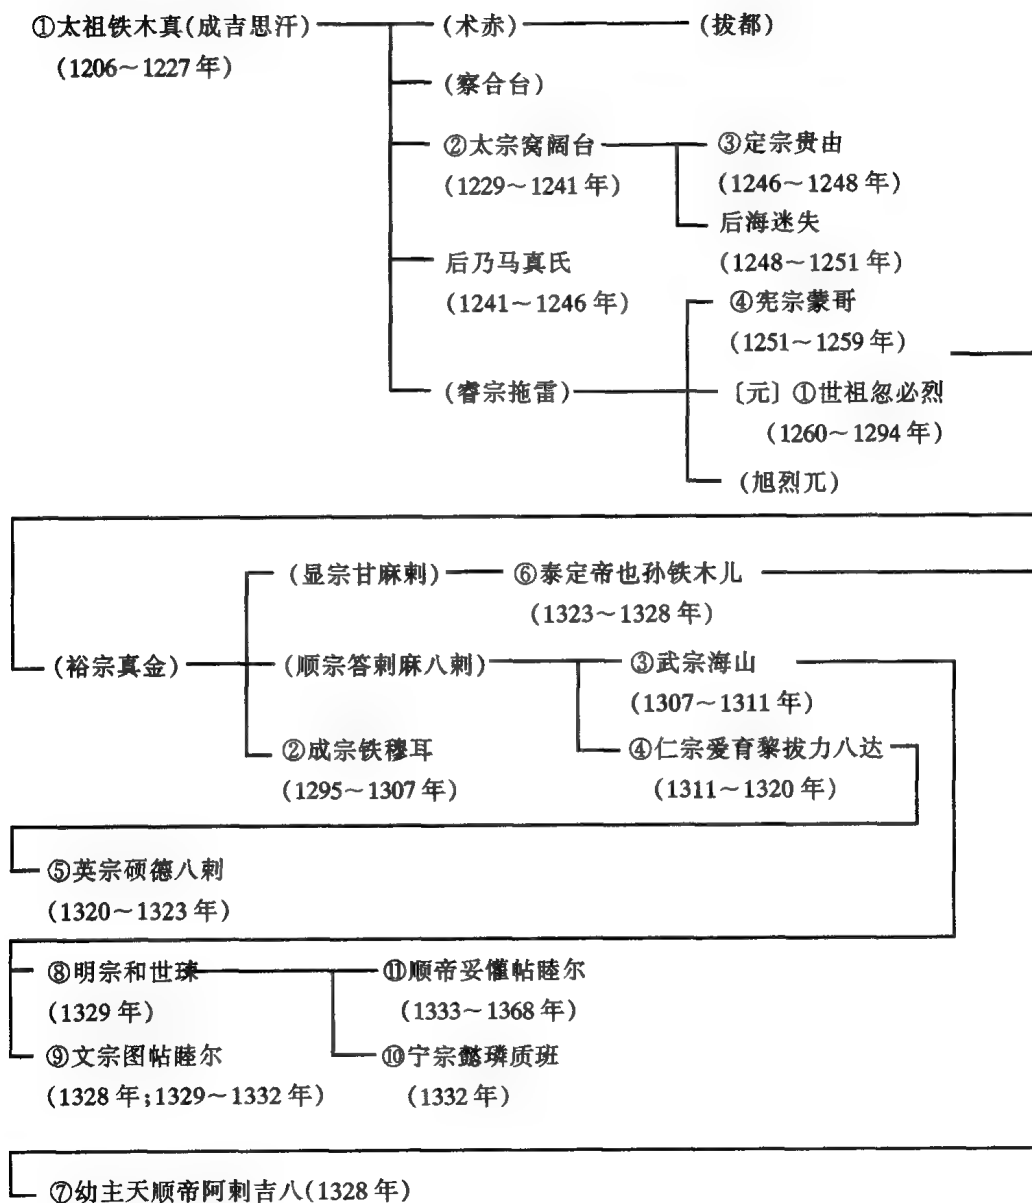 ①太祖铁木真(成吉思汗) (术赤) (拔都)
(1206～1227年)
(察合台)
②太宗窝阔台 ③定宗贵由
(1229～1241年) (1246～1248年)
后海迷失
后乃马真氏 (1248～1251年)
(1241～1246年) ④宪宗蒙哥
(1251～1259年)
(睿宗拖雷) 〔元〕①世祖忽必烈
(1260～1294年)
(旭烈兀)
(显宗甘麻剌) ⑥泰定帝也孙铁木儿
(1323～1328年)
(裕宗真金) (顺宗答剌麻八剌) ③武宗海山
(1307～1311年)
②成宗铁穆耳 ④仁宗爱育黎拔力八达
(1295～1307年) (1311～1320年)
⑤英宗硕德八剌
(1320～1323年)
⑧明宗和世㻋 ⑪顺帝妥懽帖睦尔
(1329年) (1333～1368年)
⑨文宗图帖睦尔 ⑩宁宗懿璘质班
(1328年;1329～1332年) (1332年)
⑦幼主天顺帝阿剌吉八(1328年)